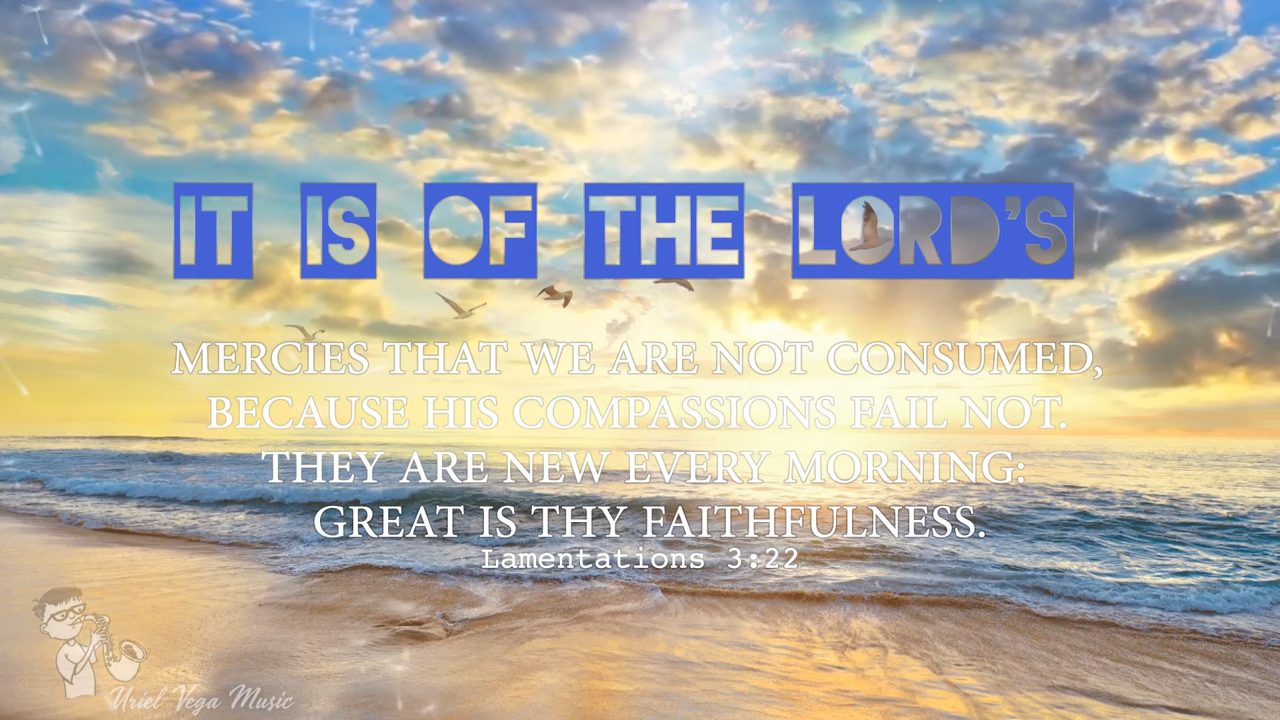 IT IS OF THE LORD'S
MERCIES THAT WE ARE NOT CONSUMED,
BECAUSE HIS COMPASSIONS FAIL NOT.
THEY ARE NEW EVERY MORNING:
GREAT IS THY FAITHFULNESS.
Lamentations 3:22
Uriel Vega Music